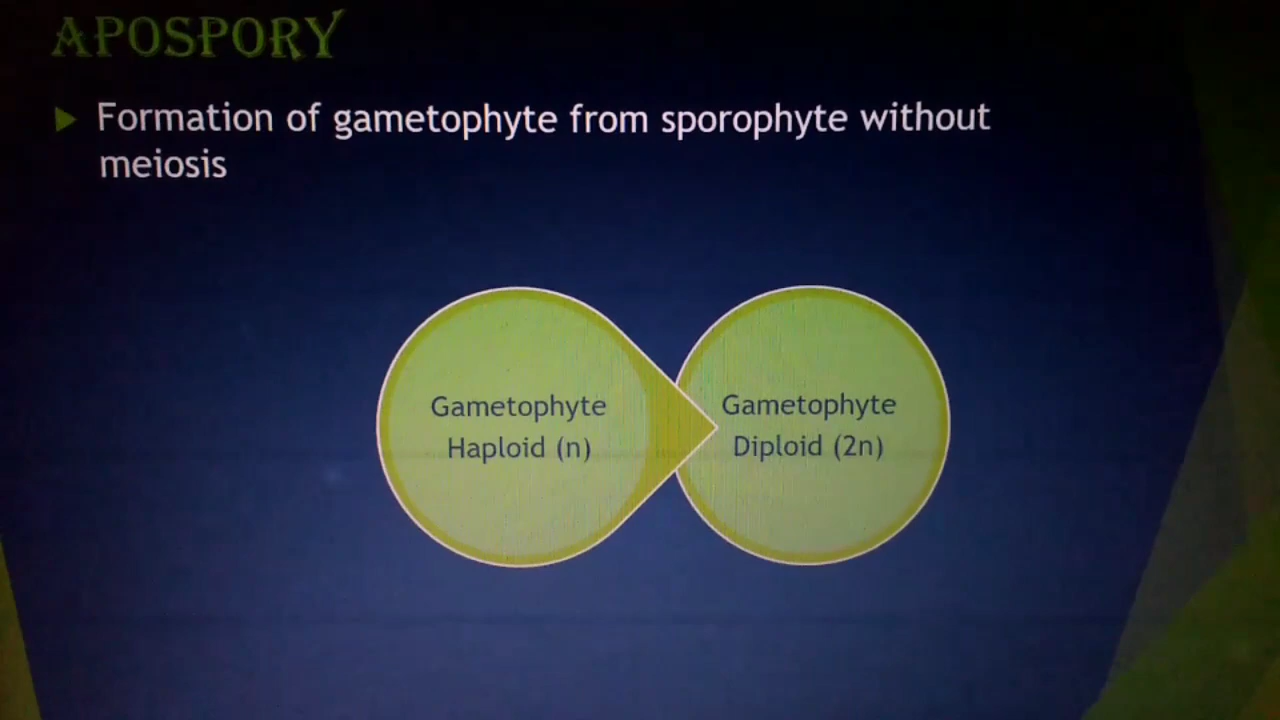 APOSPORY
Formation of gametophyte from sporophyte without
meiosis
Gametophyte
Haploid (n)
Gametophyte
Diploid (2n)